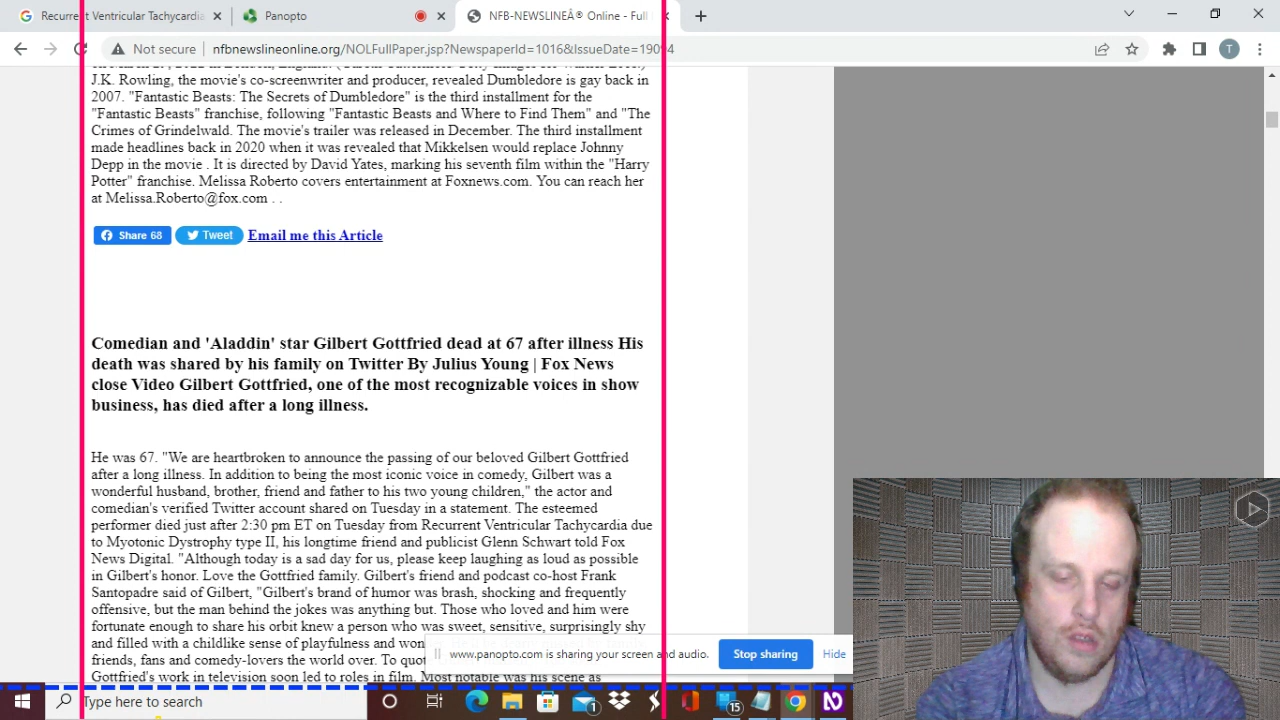 Recurrent Ventricular Tachycardia
Panopto
NFB-NEWSLINEÂ® Online - Full
Not secure
nfbnewslineonline.org/NOLFullPaper.jsp?NewspaperId=1016&IssueDate=19094
T
J.K. Rowling, the movie's co-screenwriter and producer, revealed Dumbledore is gay back in
2007. "Fantastic Beasts: The Secrets of Dumbledore" is the third installment for the
"Fantastic Beasts" franchise, following "Fantastic Beasts and Where to Find Them" and "The
Crimes of Grindelwald. The movie's trailer was released in December. The third installment
made headlines back in 2020 when it was revealed that Mikkelsen would replace Johnny
Depp in the movie . It is directed by David Yates, marking his seventh film within the "Harry
Potter" franchise. Melissa Roberto covers entertainment at Foxnews.com. You can reach her
at Melissa.Roberto@fox.com . .
Share 68
Tweet
Email me this Article
Comedian and 'Aladdin' star Gilbert Gottfried dead at 67 after illness His
death was shared by his family on Twitter By Julius Young | Fox News
close Video Gilbert Gottfried, one of the most recognizable voices in show
business, has died after a long illness.
He was 67. "We are heartbroken to announce the passing of our beloved Gilbert Gottfried
after a long illness. In addition to being the most iconic voice in comedy, Gilbert was a
wonderful husband, brother, friend and father to his two young children," the actor and
comedian's verified Twitter account shared on Tuesday in a statement. The esteemed
performer died just after 2:30 pm ET on Tuesday from Recurrent Ventricular Tachycardia due
to Myotonic Dystrophy type II, his longtime friend and publicist Glenn Schwart told Fox
News Digital. "Although today is a sad day for us, please keep laughing as loud as possible
in Gilbert's honor. Love the Gottfried family. Gilbert's friend and podcast co-host Frank
Santopadre said of Gilbert, "Gilbert's brand of humor was brash, shocking and frequently
offensive, but the man behind the jokes was anything but. Those who loved and him were
fortunate enough to share his orbit knew a person who was sweet, sensitive, surprisingly shy
and filled with a childlike sense of playfulness and
friends, fans and comedy-lovers the world over. To
Gottfried's work in television soon led to roles in film. Most notable was his scene as
www.panopto.com is sharing your screen and audio.
Stop sharing
Hide
Type here to search
1
15